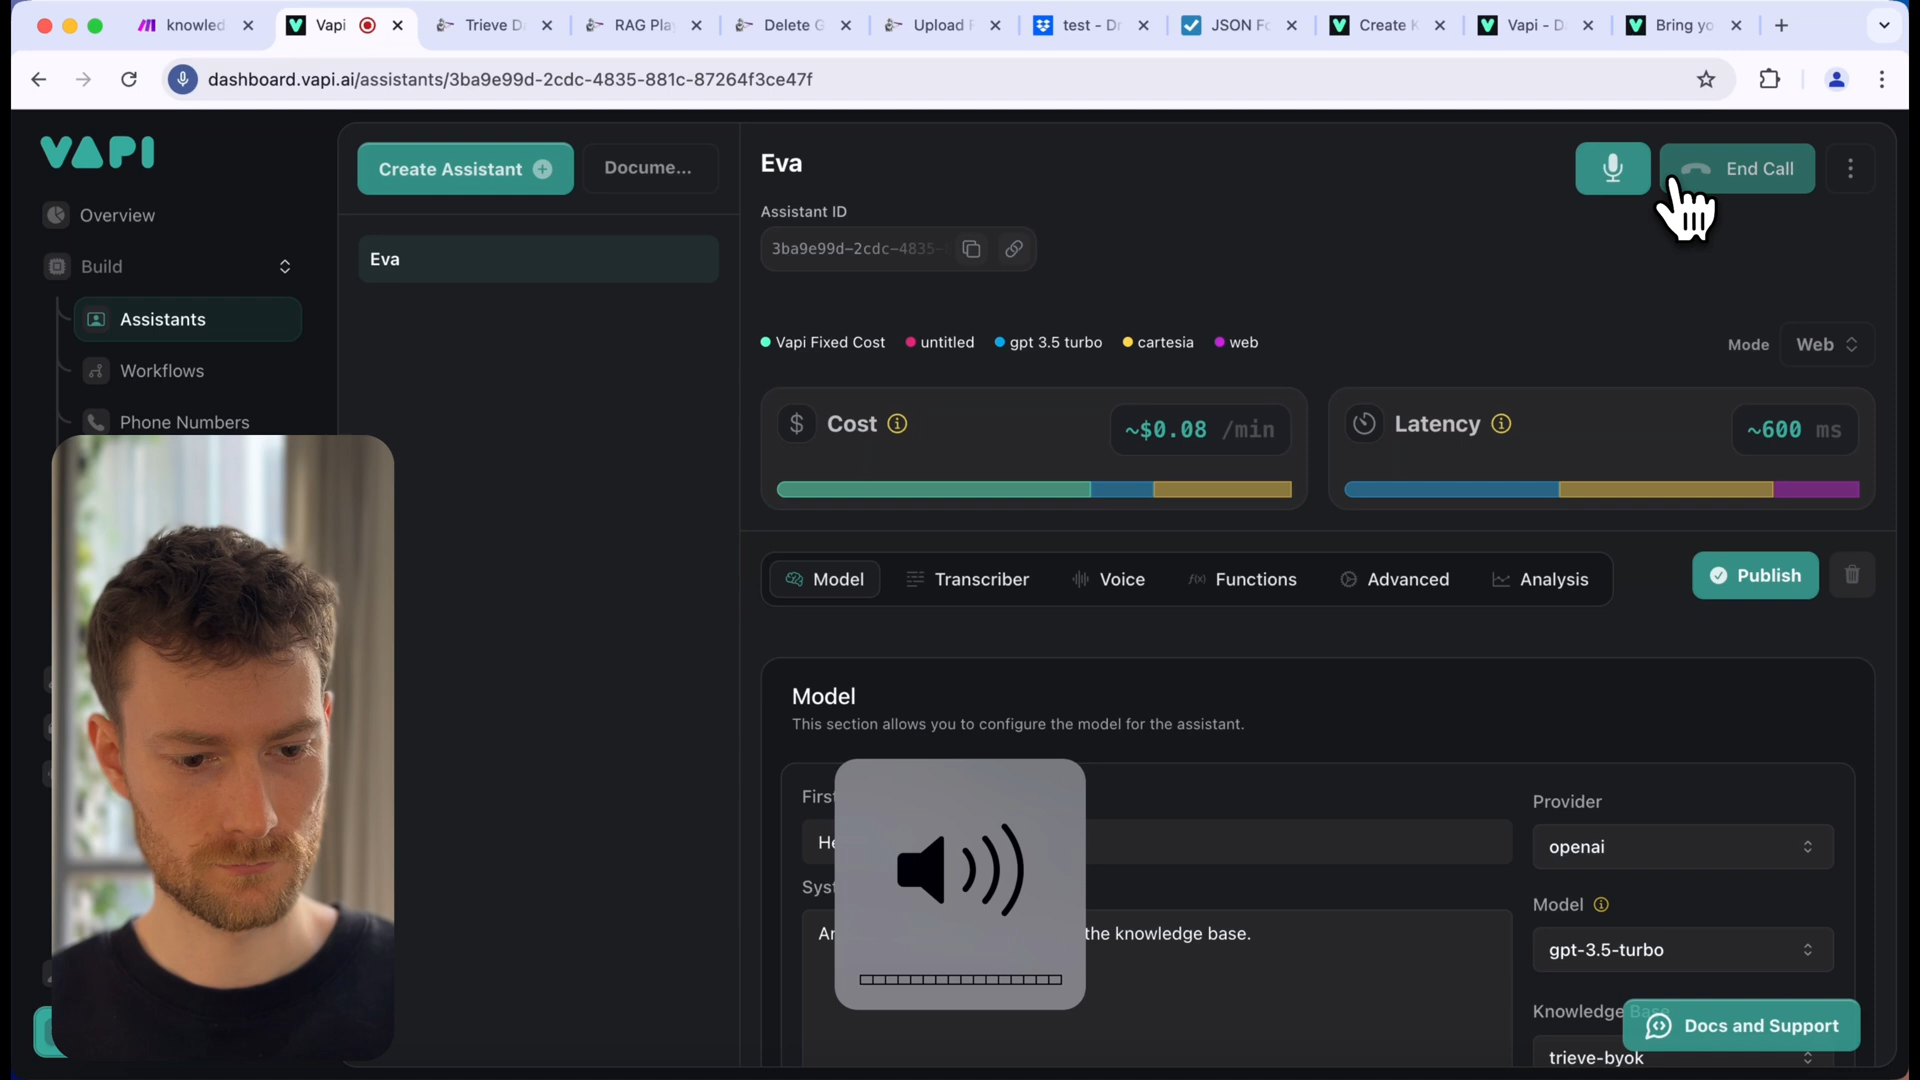 knowled
Vapi
Trieve Da
RAG Play
Delete G
Upload F
test - Dr
JSON Fo
Create K
Vapi - D
Bring yo
dashboard.vapi.ai/assistants/3ba9e99d-2cdc-4835-881c-87264f3ce47f
VAPI
Overview
Build
Assistants
Workflows
Phone Numbers
Create Assistant
Docume...
Eva
Eva
End Call
Assistant ID
3ba9e99d-2cdc-4835-
Vapi Fixed Cost
untitled
gpt 3.5 turbo
cartesia
web
Mode
Web
Cost
~$0.08 /min
Latency
~600 ms
Model
Transcriber
Voice
Functions
Advanced
Analysis
Publish
Model
This section allows you to configure the model for the assistant.
First
He
Syst
the knowledge base.
Provider
openai
Model
gpt-3.5-turbo
Knowledge Base
trieve-byok
Docs and Support